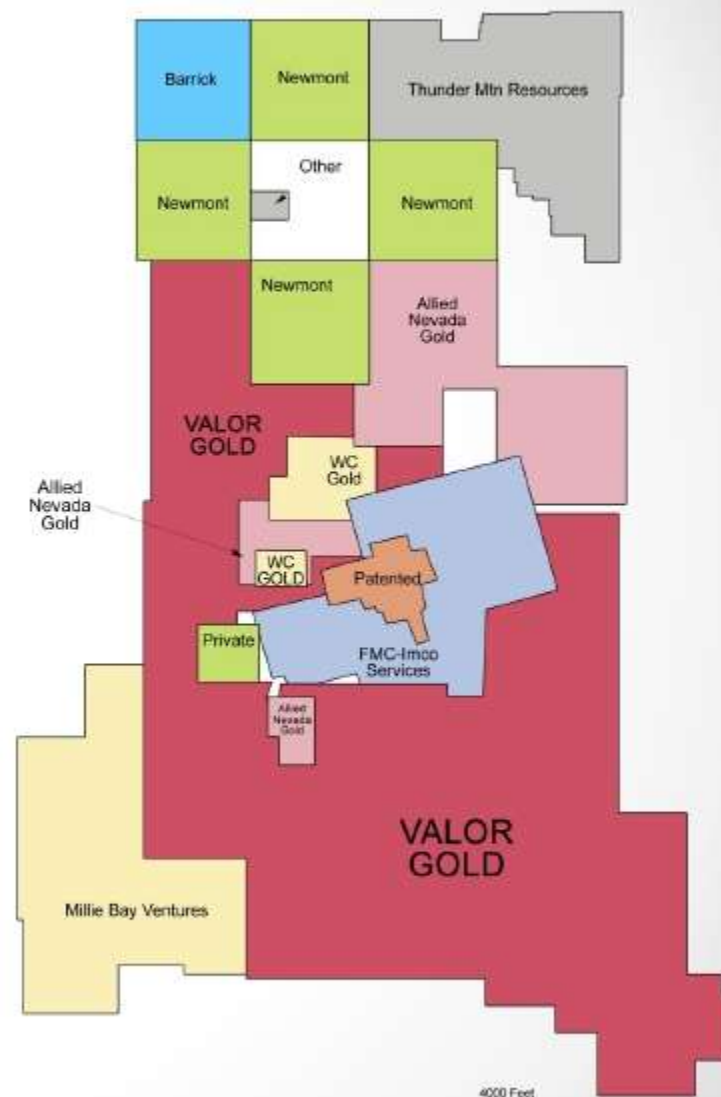 Barrick
Newmont
Thunder Mtn Resources
Other
Newmont
Newmont
Newmont
Allied
Nevada
Gold
VALOR
GOLD
WC
Gold
Allied
Nevada
Gold
WC
GOLD
Patented
Private
FMC-Imco
Services
Allied
Nevada
Gold
VALOR
GOLD
Millie Bay Ventures
4000 Feet